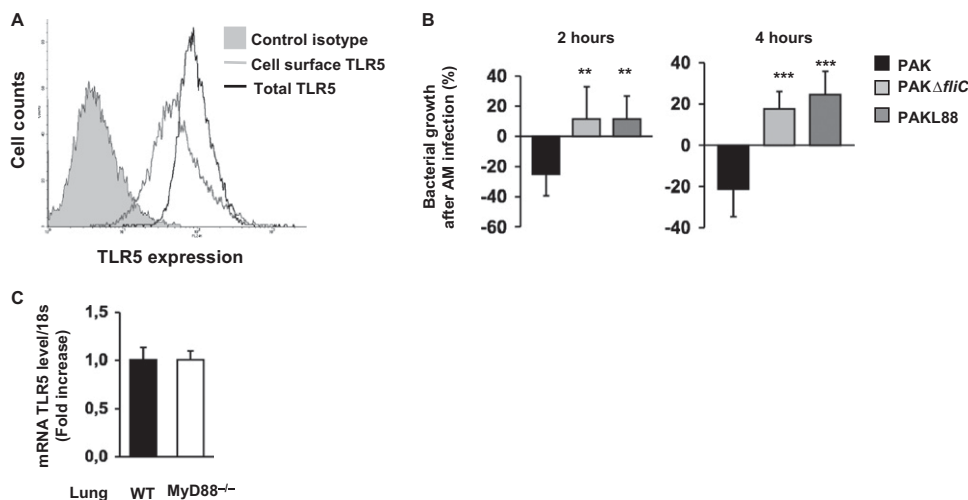 A
Control isotype
Cell surface TLR5
Total TLR5
Cell counts
TLR5 expression
B
2 hours
4 hours
PAK
PAKΔfliC
PAKL88
Bacterial growth
after AM infection (%)
60
40
20
0
-20
-40
-60
** **
60
40
20
0
-20
-40
*** ***
C
mRNA TLR5 level/18s
(Fold increase)
1,5
1,0
0,5
0,0
Lung WT MyD88–/–